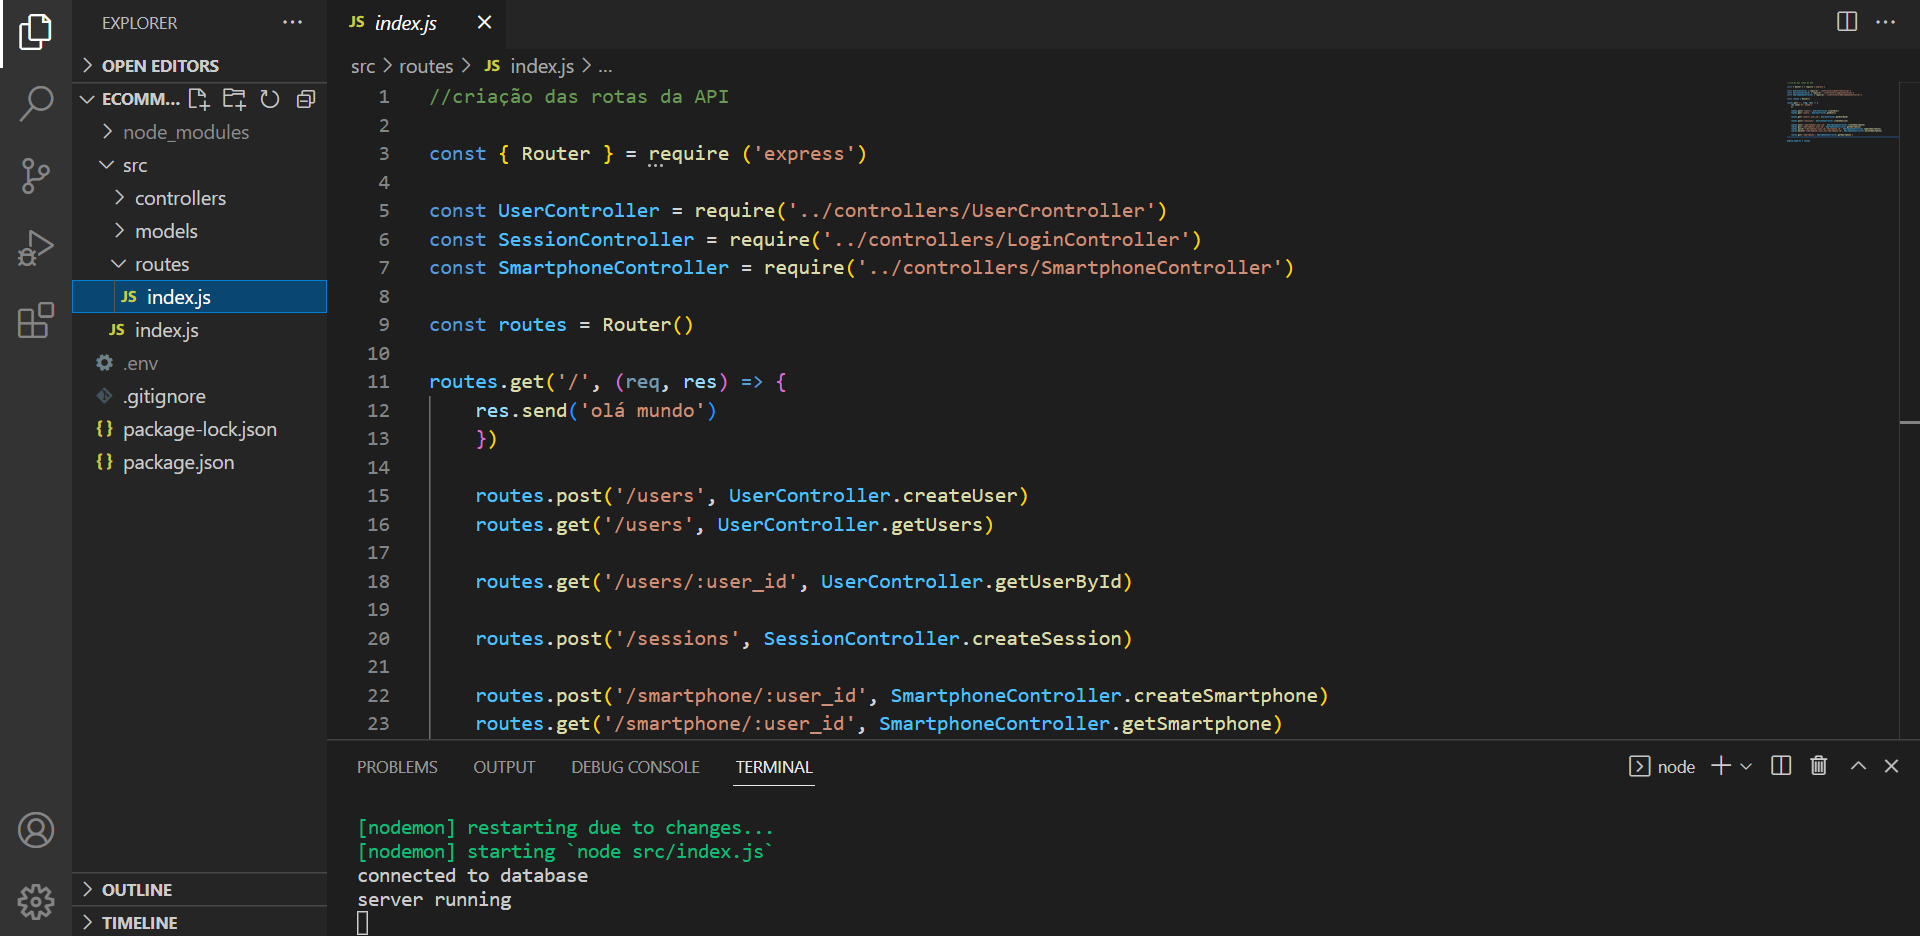 EXPLORER
OPEN EDITORS
ECOMM...
node_modules
src
controllers
models
routes
JS index.js
JS index.js
.env
.gitignore
{} package-lock.json
{} package.json
OUTLINE
TIMELINE
JS index.js
src > routes > JS index.js > ...
1 //criação das rotas da API
2
3 const { Router } = require ('express')
4
5 const UserController = require('../controllers/UserCrontroller')
6 const SessionController = require('../controllers/LoginController')
7 const SmartphoneController = require('../controllers/SmartphoneController')
8
9 const routes = Router()
10
11 routes.get('/', (req, res) => {
12 res.send('olá mundo')
13 })
14
15 routes.post('/users', UserController.createUser)
16 routes.get('/users', UserController.getUsers)
17
18 routes.get('/users/:user_id', UserController.getUserById)
19
20 routes.post('/sessions', SessionController.createSession)
21
22 routes.post('/smartphone/:user_id', SmartphoneController.createSmartphone)
23 routes.get('/smartphone/:user_id', SmartphoneController.getSmartphone)
PROBLEMS OUTPUT DEBUG CONSOLE TERMINAL
node
[nodemon] restarting due to changes...
[nodemon] starting `node src/index.js`
connected to database
server running